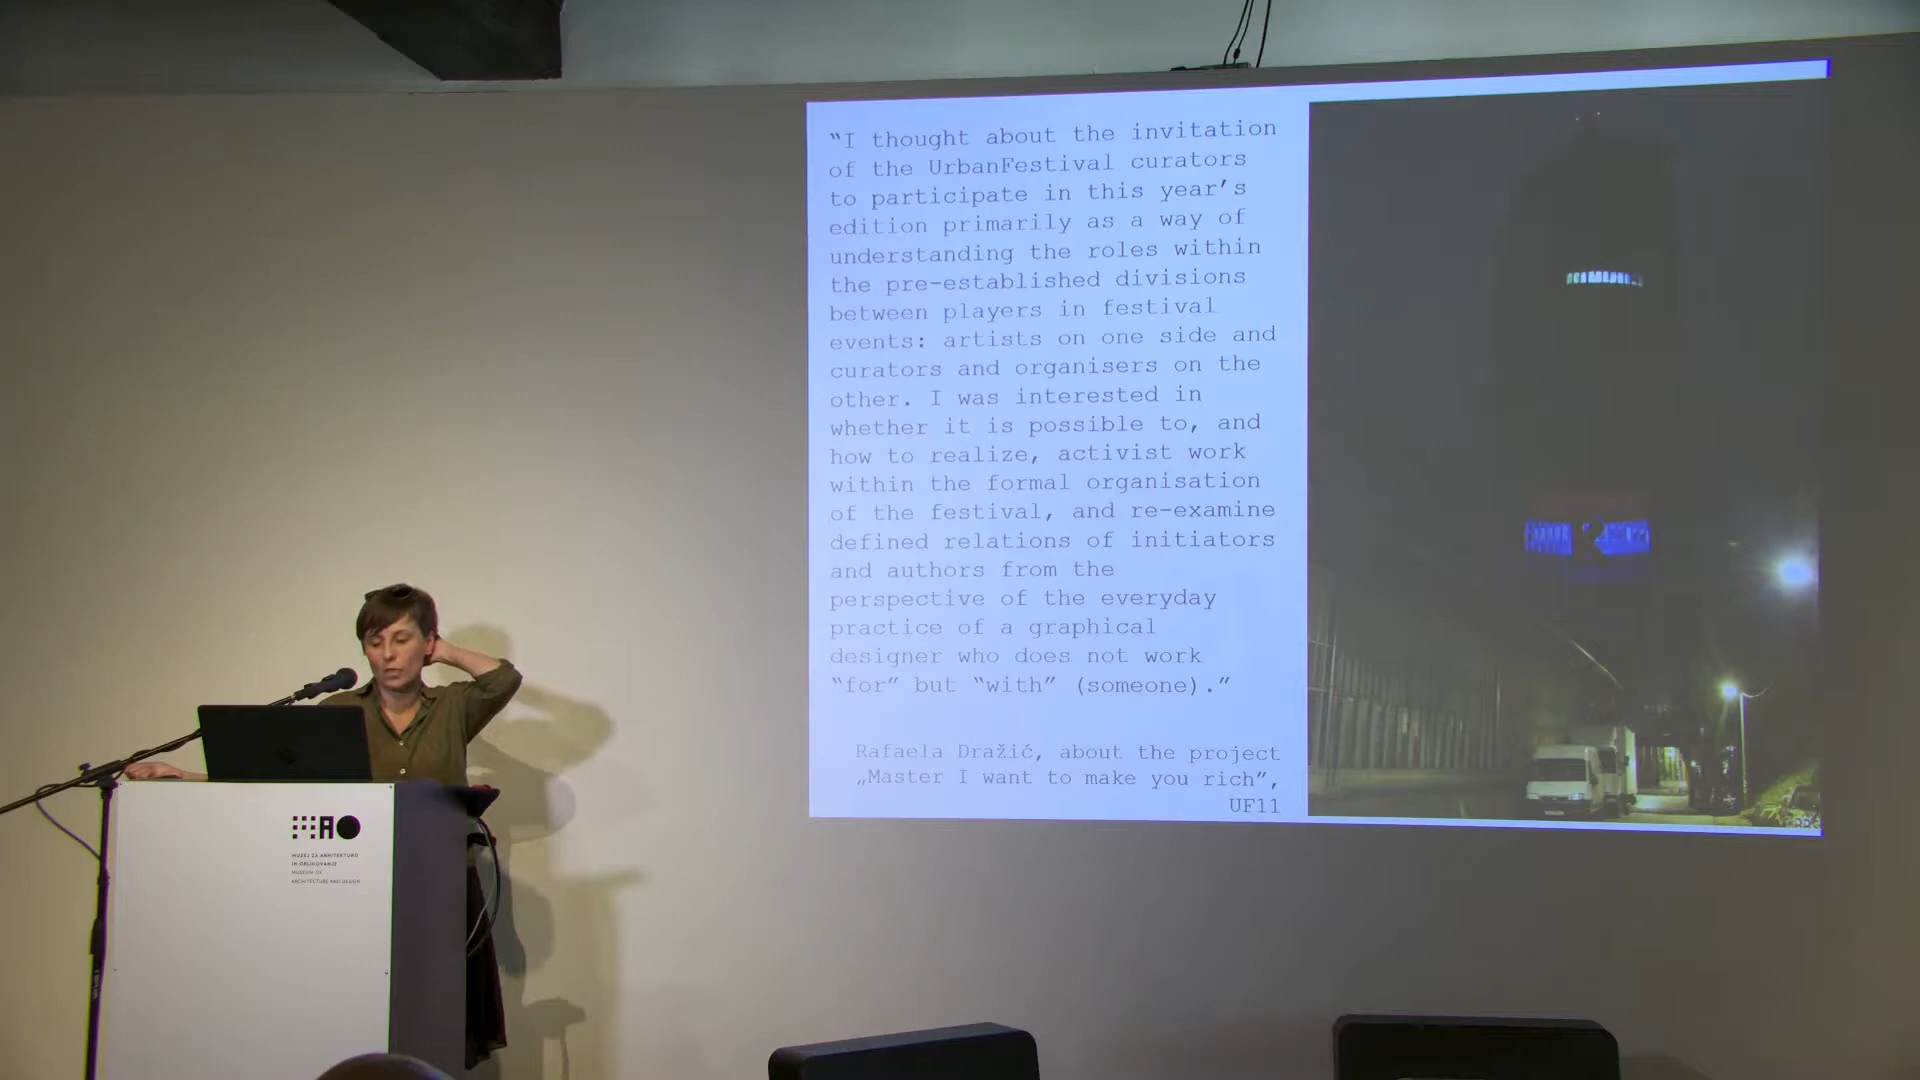 “I thought about the invitation
of the UrbanFestival curators
to participate in this year’s
edition primarily as a way of
understanding the roles within
the pre-established divisions
between players in festival
events: artists on one side and
curators and organisers on the
other. I was interested in
whether it is possible to, and
how to realize, activist work
within the formal organisation
of the festival, and re-examine
defined relations of initiators
and authors from the
perspective of the everyday
practice of a graphical
designer who does not work
“for” but “with” (someone).”
Rafaela Dražić, about the project
„Master I want to make you rich”,
UF11
MAO
MUZEJ ZA ARHITEKTURO
IN OBLIKOVANJE
MUSEUM OF
ARCHITECTURE AND DESIGN